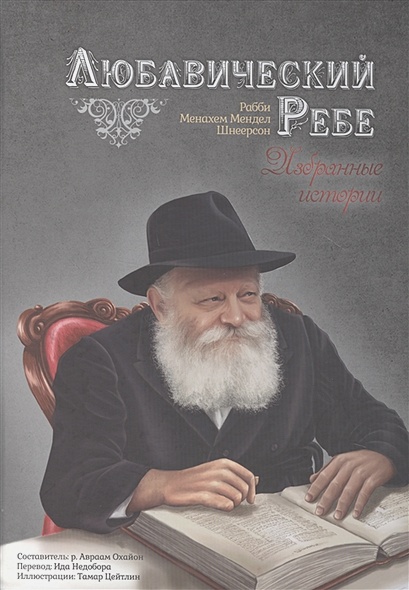 Любавический
Ребе
Рабби
Менахем Мендел
Шнеерсон
Избранные
истории
Составитель: р. Авраам Охайон
Перевод: Ида Недобора
Иллюстрации: Тамар Цейтлин